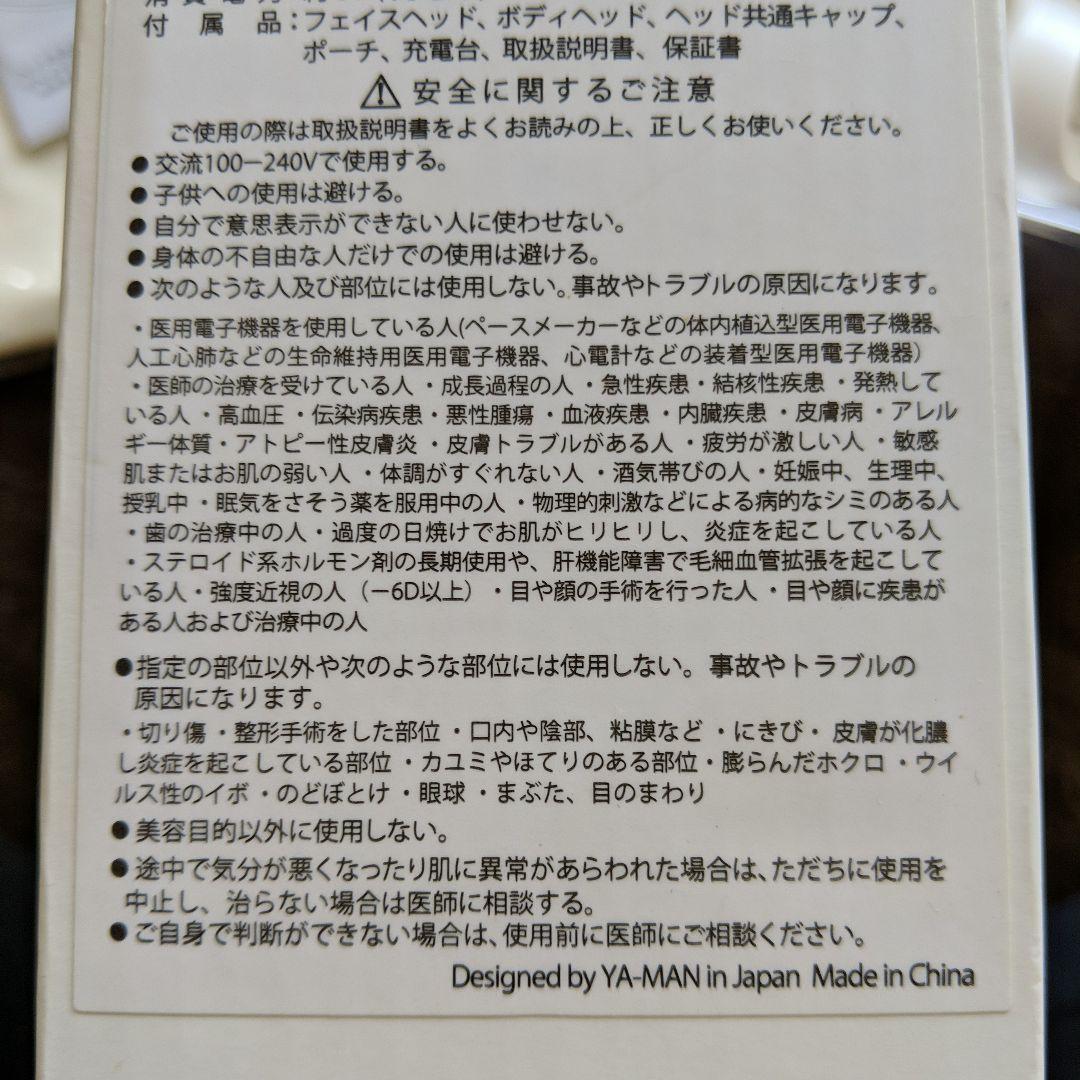 付属品：フェイスヘッド、ボディヘッド、ヘッド共通キャップ、
ポーチ、充電台、取扱説明書、保証書
⚠安全に関するご注意
ご使用の際は取扱説明書をよくお読みの上、正しくお使いください。
●交流100ー240Vで使用する。
●子供への使用は避ける。
●自分で意思表示ができない人に使わせない。
●身体の不自由な人だけでの使用は避ける。
●次のような人及び部位には使用しない。事故やトラブルの原因になります。
・医用電子機器を使用している人(ペースメーカーなどの体内植込型医用電子機器、
人工心肺などの生命維持用医用電子機器、心電計などの装着型医用電子機器）
・医師の治療を受けている人・成長過程の人・急性疾患・結核性疾患・発熱して
いる人・高血圧・伝染病疾患・悪性腫瘍・血液疾患・内臓疾患・皮膚病・アレル
ギー体質・アトピー性皮膚炎・皮膚トラブルがある人・疲労が激しい人・敏感
肌またはお肌の弱い人・体調がすぐれない人・酒気帯びの人・妊娠中、生理中、
授乳中・眠気をさそう薬を服用中の人・物理的刺激などによる病的なシミのある人
・歯の治療中の人・過度の日焼けでお肌がヒリヒリし、炎症を起こしている人
・ステロイド系ホルモン剤の長期使用や、肝機能障害で毛細血管拡張を起こして
いる人・強度近視の人（ー6D以上）・目や顔の手術を行った人・目や顔に疾患が
ある人および治療中の人
●指定の部位以外や次のような部位には使用しない。事故やトラブルの
原因になります。
・切り傷・整形手術をした部位・口内や陰部、粘膜など・にきび・皮膚が化膿
し炎症を起こしている部位・カユミやほてりのある部位・膨らんだホクロ・ウイ
ルス性のイボ・のどぼとけ・眼球・まぶた、目のまわり
●美容目的以外に使用しない。
●途中で気分が悪くなったり肌に異常があらわれた場合は、ただちに使用を
中止し、治らない場合は医師に相談する。
●ご自身で判断ができない場合は、使用前に医師にご相談ください。
Designed by YA-MAN in Japan Made in China